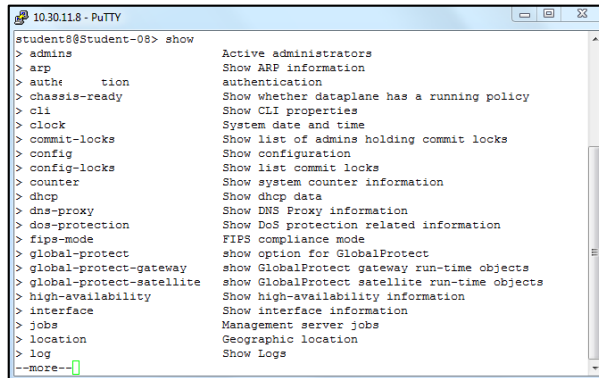 10.30.11.8 - PuTTY
student8@Student-08> show
> admins Active administrators
> arp Show ARP information
> authe tion authentication
> chassis-ready Show whether dataplane has a running policy
> cli Show CLI properties
> clock System date and time
> commit-locks Show list of admins holding commit locks
> config Show configuration
> config-locks Show list commit locks
> counter Show system counter information
> dhcp Show dhcp data
> dns-proxy Show DNS Proxy information
> dos-protection Show DoS protection related information
> fips-mode FIPS compliance mode
> global-protect show option for GlobalProtect
> global-protect-gateway show GlobalProtect gateway run-time objects
> global-protect-satellite show GlobalProtect satellite run-time objects
> high-availability Show high-availability information
> interface Show interface information
> jobs Management server jobs
> location Geographic location
> log Show Logs
--more--